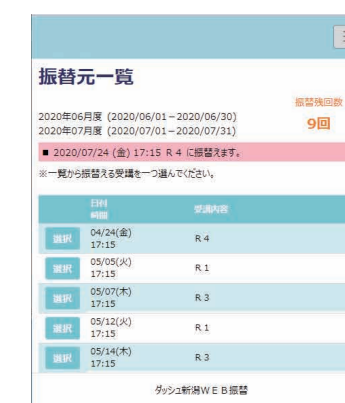 振替元一覧
振替残回数
9回
2020年06月度 (2020/06/01－2020/06/30)
2020年07月度 (2020/07/01－2020/07/31)
■ 2020/07/24 (金) 17:15 R 4 に振替えます。
※一覧から振替える受講を一つ選んでください。
日付
時間 受講内容
選択 04/24(金)
17:15 R 4
選択 05/05(火)
17:15 R 1
選択 05/07(木)
17:15 R 3
選択 05/12(火)
17:15 R 1
選択 05/14(木)
17:15 R 3
ダッシュ新潟ＷＥＢ振替